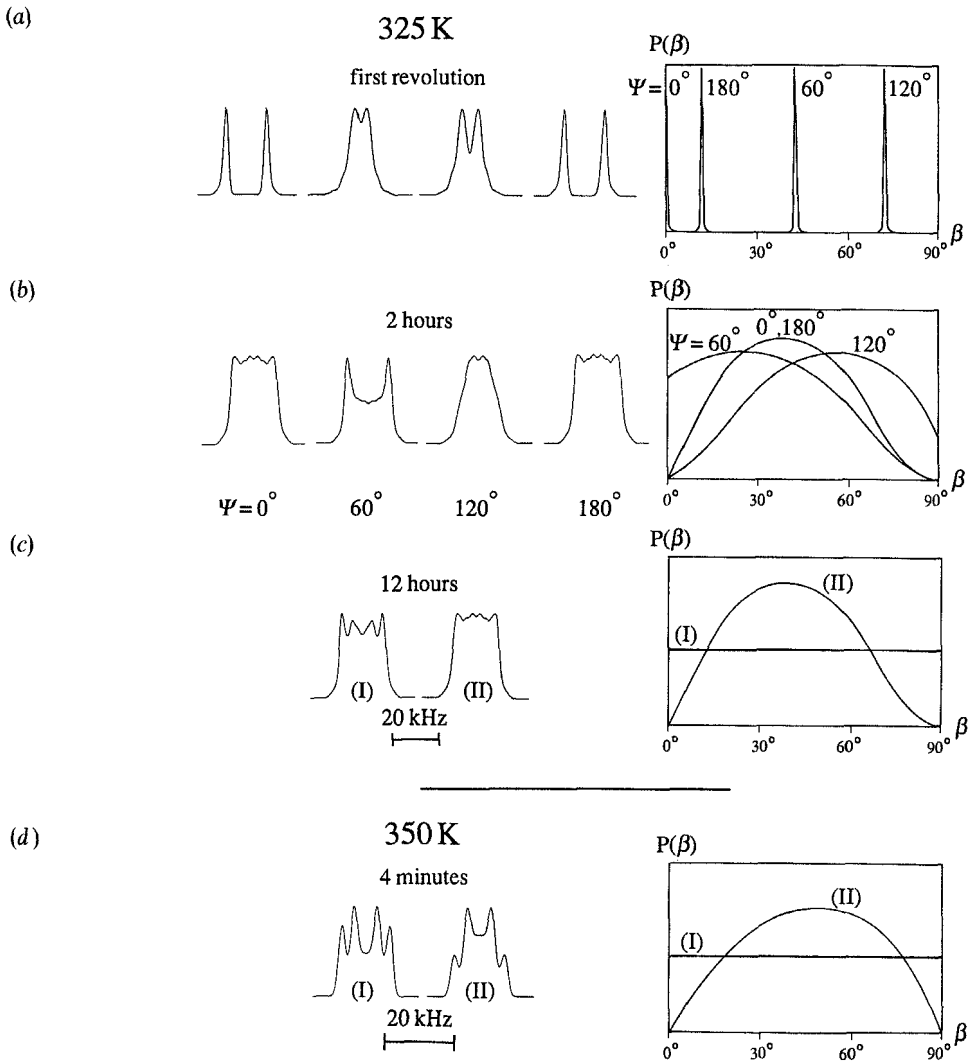 (a)
325 K
first revolution
P(β)
Ψ = 0° 180° 60° 120°
0° 30° 60° 90° β
(b)
2 hours
P(β)
Ψ = 60° 0°,180° 120°
0° 30° 60° 90° β
Ψ = 0° 60° 120° 180°
(c)
12 hours
(I) (II)
20 kHz
P(β)
(I) (II)
0° 30° 60° 90° β
(d)
350 K
4 minutes
(I) (II)
20 kHz
P(β)
(I) (II)
0° 30° 60° 90° β